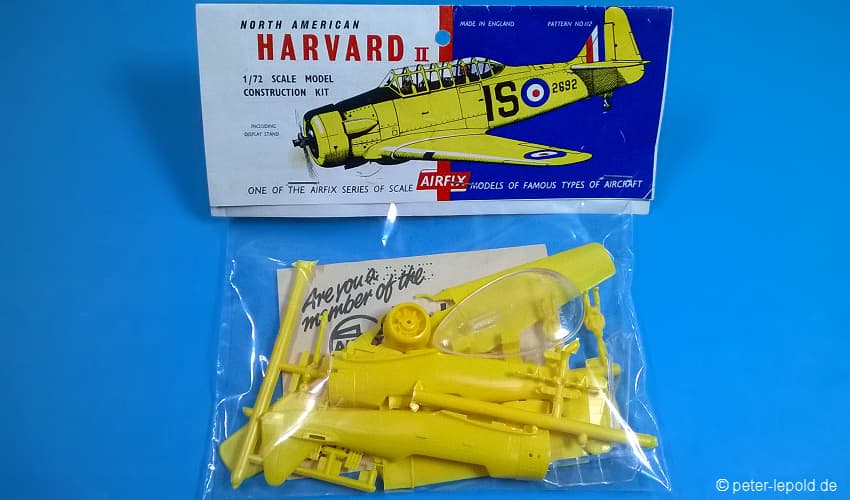 NORTH AMERICAN
HARVARD II
1/72 SCALE MODEL
CONSTRUCTION KIT
INCLUDING
DISPLAY STAND
MADE IN ENGLAND
PATTERN NO 112
IS
2692
ONE OF THE AIRFIX SERIES OF SCALE AIRFIX MODELS OF FAMOUS TYPES OF AIRCRAFT
Are you a
member of the
© peter-lepold.de